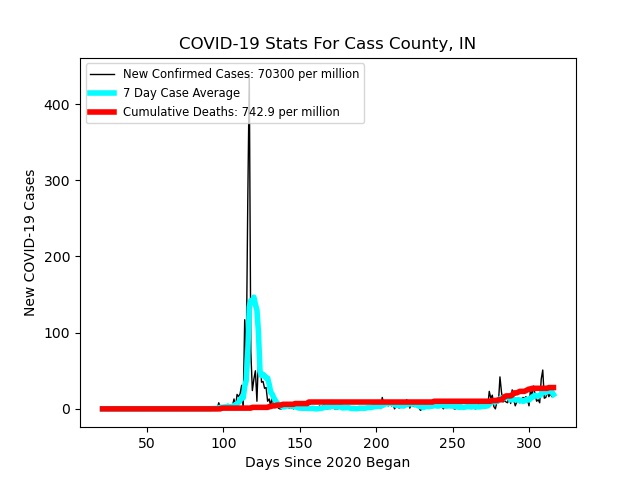 COVID-19 Stats For Cass County, IN
New Confirmed Cases: 70300 per million
7 Day Case Average
Cumulative Deaths: 742.9 per million
New COVID-19 Cases
400
300
200
100
0
50 100 150 200 250 300
Days Since 2020 Began